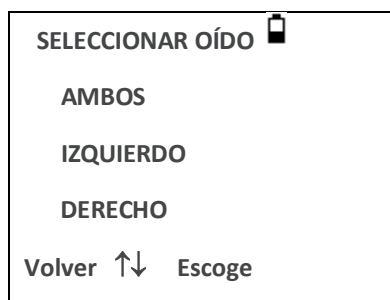 SELECCIONAR OÍDO
AMBOS
IZQUIERDO
DERECHO
Volver ↑↓ Escoge